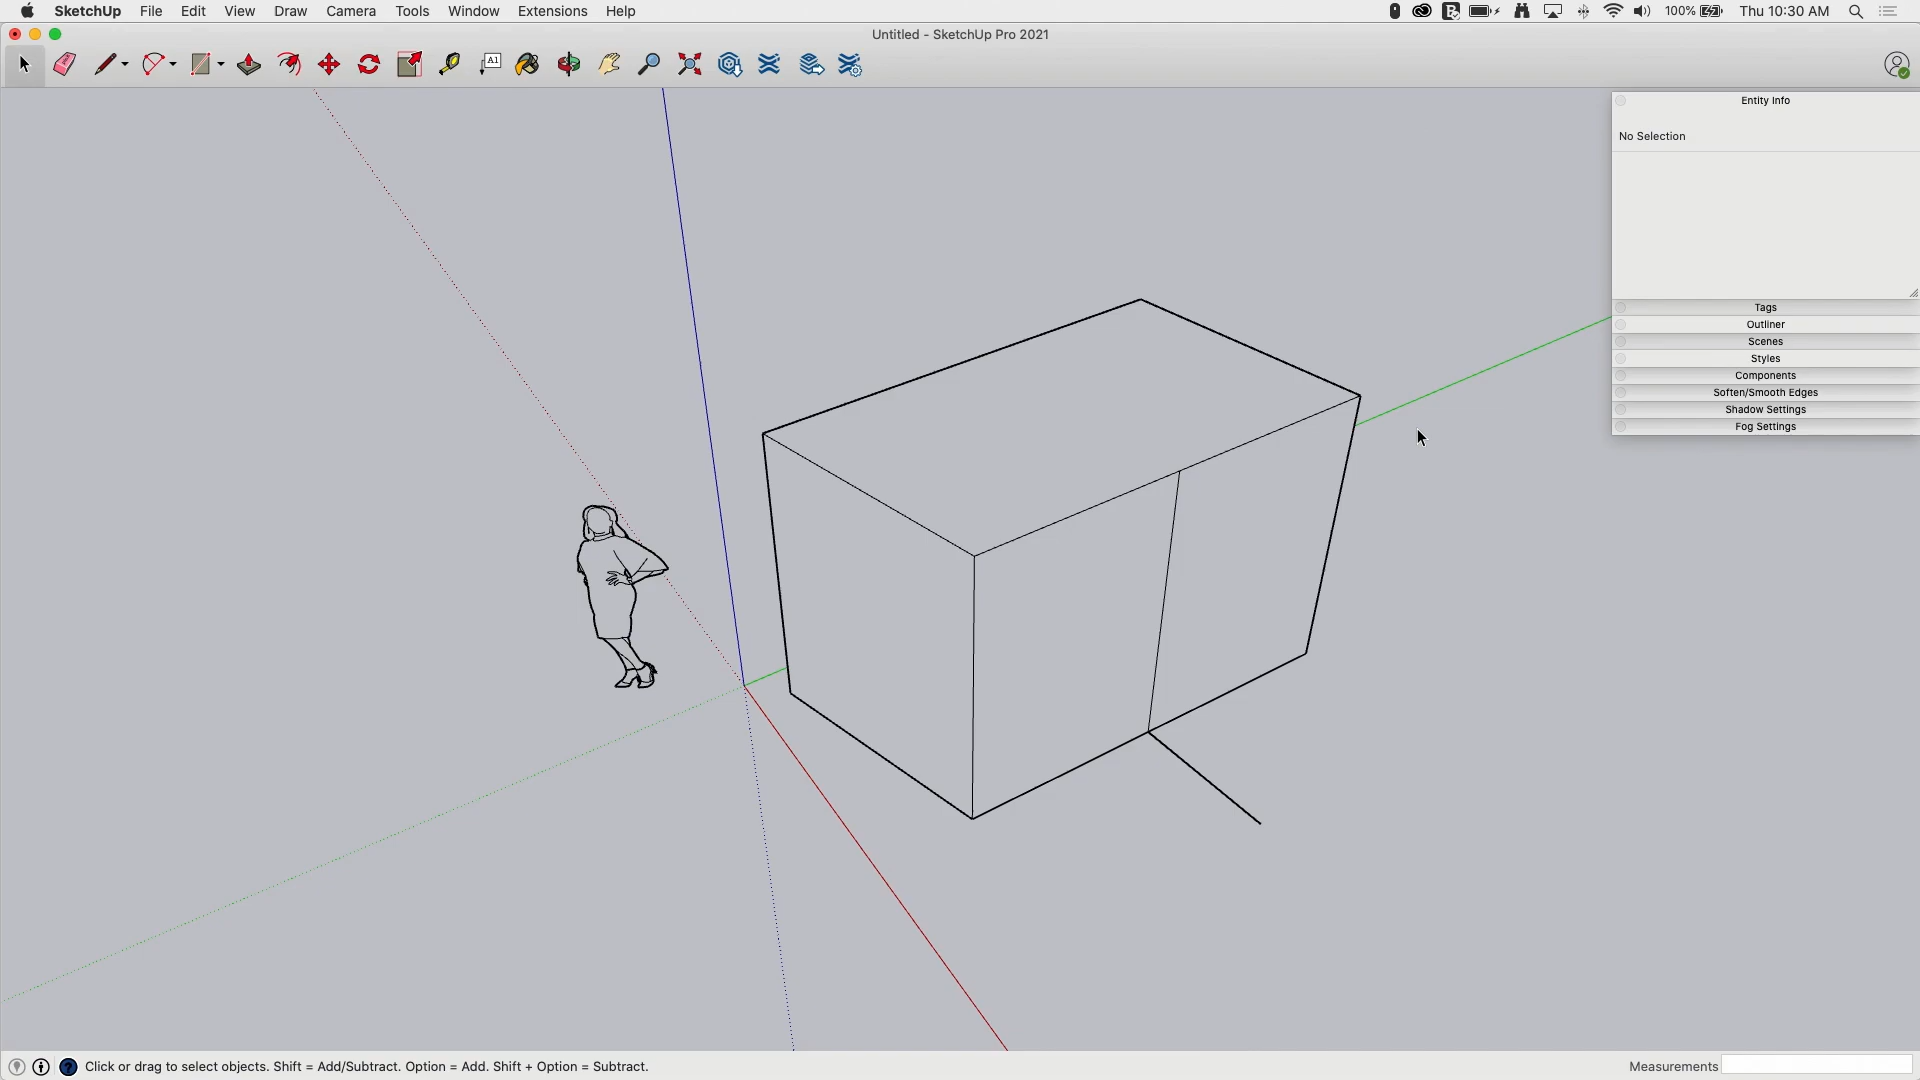 SketchUp File Edit View Draw Camera Tools Window Extensions Help 100% Thu 10:30 AM
Untitled - SketchUp Pro 2021
A1
Entity Info
No Selection
Tags
Outliner
Scenes
Styles
Components
Soften/Smooth Edges
Shadow Settings
Fog Settings
Click or drag to select objects. Shift = Add/Subtract. Option = Add. Shift + Option = Subtract. Measurements